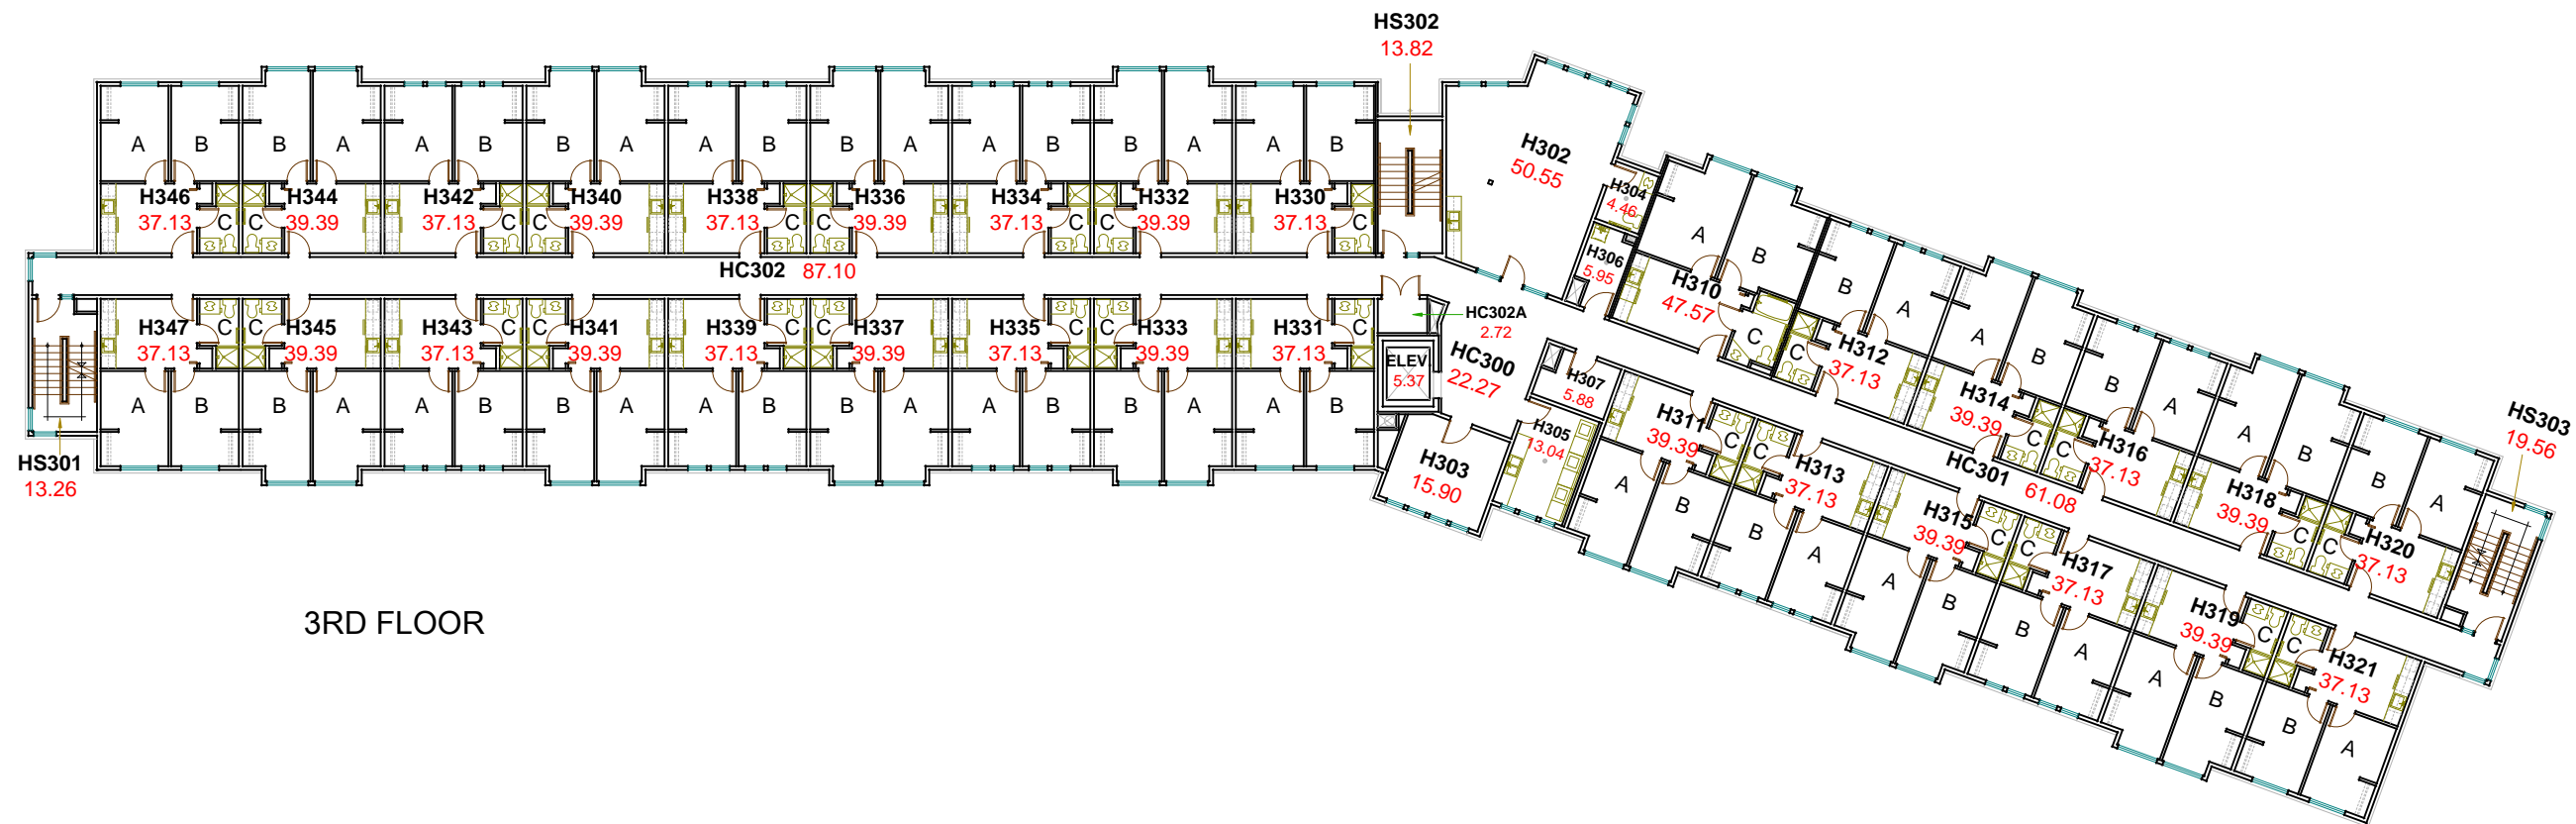 HS302
13.82
A B B A A B B A A B B A A B B A A B
H346 H344 H342 H340 H338 H336 H334 H332 H330
37.13 C C 39.39 37.13 C C 39.39 37.13 C C 39.39 37.13 C C 39.39 37.13 C
HC302 87.10
H347 C C H345 H343 C C H341 H339 C C H337 H335 C C H333 H331 C
37.13 39.39 37.13 39.39 37.13 39.39 37.13 39.39 37.13
A B B A A B B A A B B A A B B A A B
HS301
13.26
H302
50.55
H304
4.46
H306
5.95
HC302A
2.72
ELEV
5.37
HC300
22.27
H307
5.88
H305
13.04
H303
15.90
A B B A A B B A A B B A
H310
47.57
C C
H312
37.13
H314
39.39
C C
H316
37.13
H318
39.39
C C
H320
37.13
HC301 61.08
HS303
19.56
H311
39.39
C C
H313
37.13
H315
39.39
C C
H317
37.13
H319
39.39
C C
H321
37.13
A B B A A B B A A B B A
3RD FLOOR